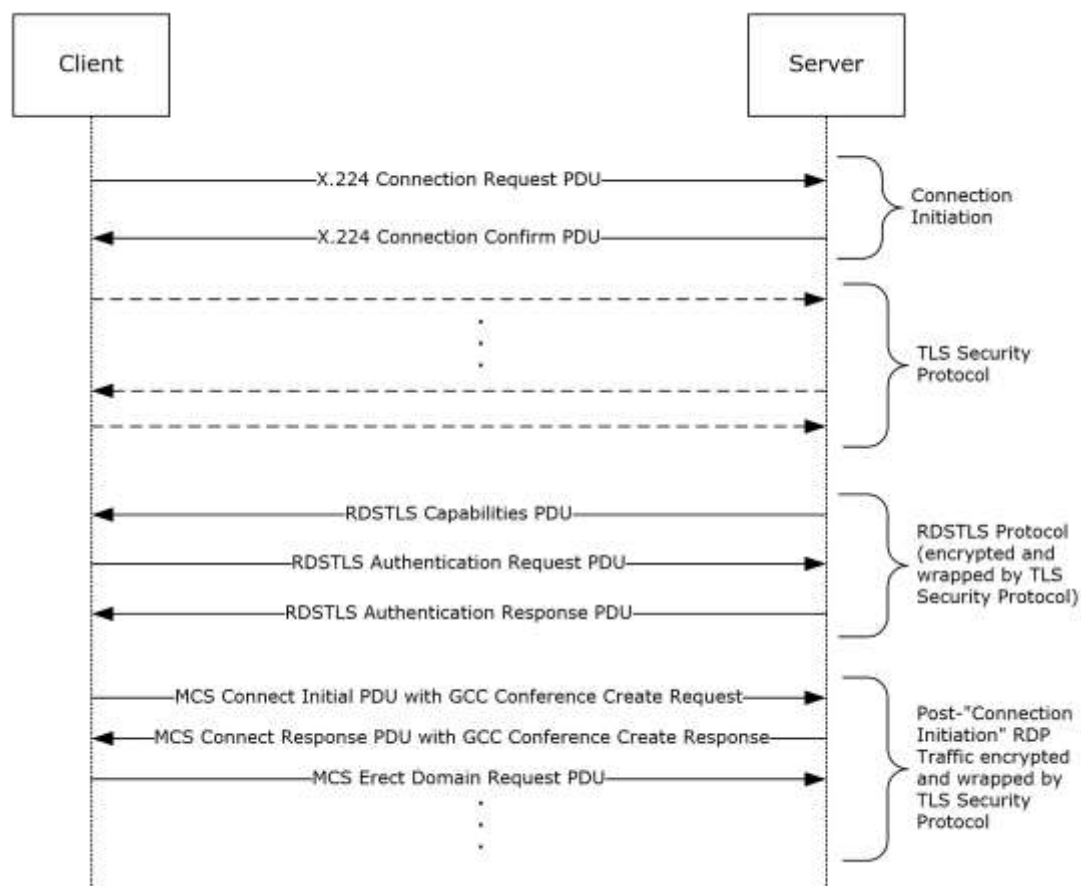 Client
Server
X.224 Connection Request PDU
X.224 Connection Confirm PDU
Connection
Initiation
TLS Security
Protocol
RDSTLS Capabilities PDU
RDSTLS Authentication Request PDU
RDSTLS Authentication Response PDU
RDSTLS Protocol
(encrypted and
wrapped by TLS
Security Protocol)
MCS Connect Initial PDU with GCC Conference Create Request
MCS Connect Response PDU with GCC Conference Create Response
MCS Erect Domain Request PDU
Post-"Connection
Initiation" RDP
Traffic encrypted
and wrapped by
TLS Security
Protocol